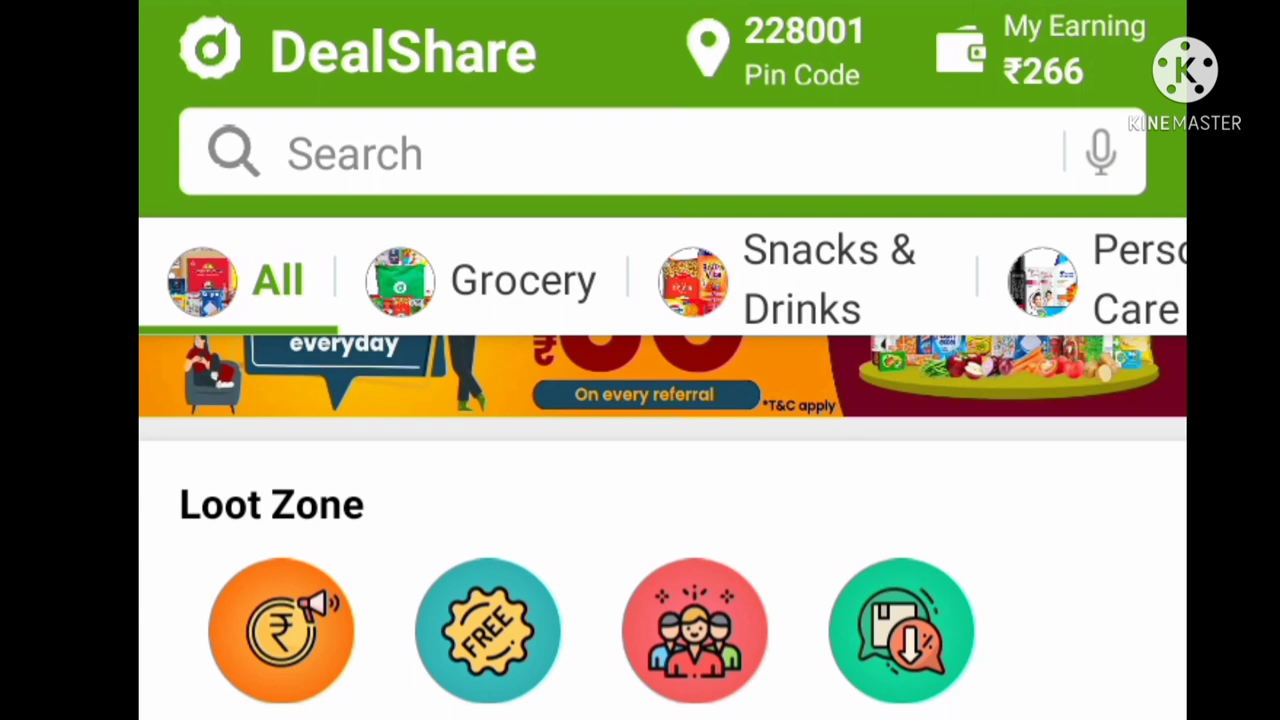 DealShare
228001
Pin Code
My Earning
₹266
KINEMASTER
Search
All
Grocery
Snacks &
Drinks
Care
everyday
₹
On every referral
*T&C apply
Loot Zone
₹
FREE
%